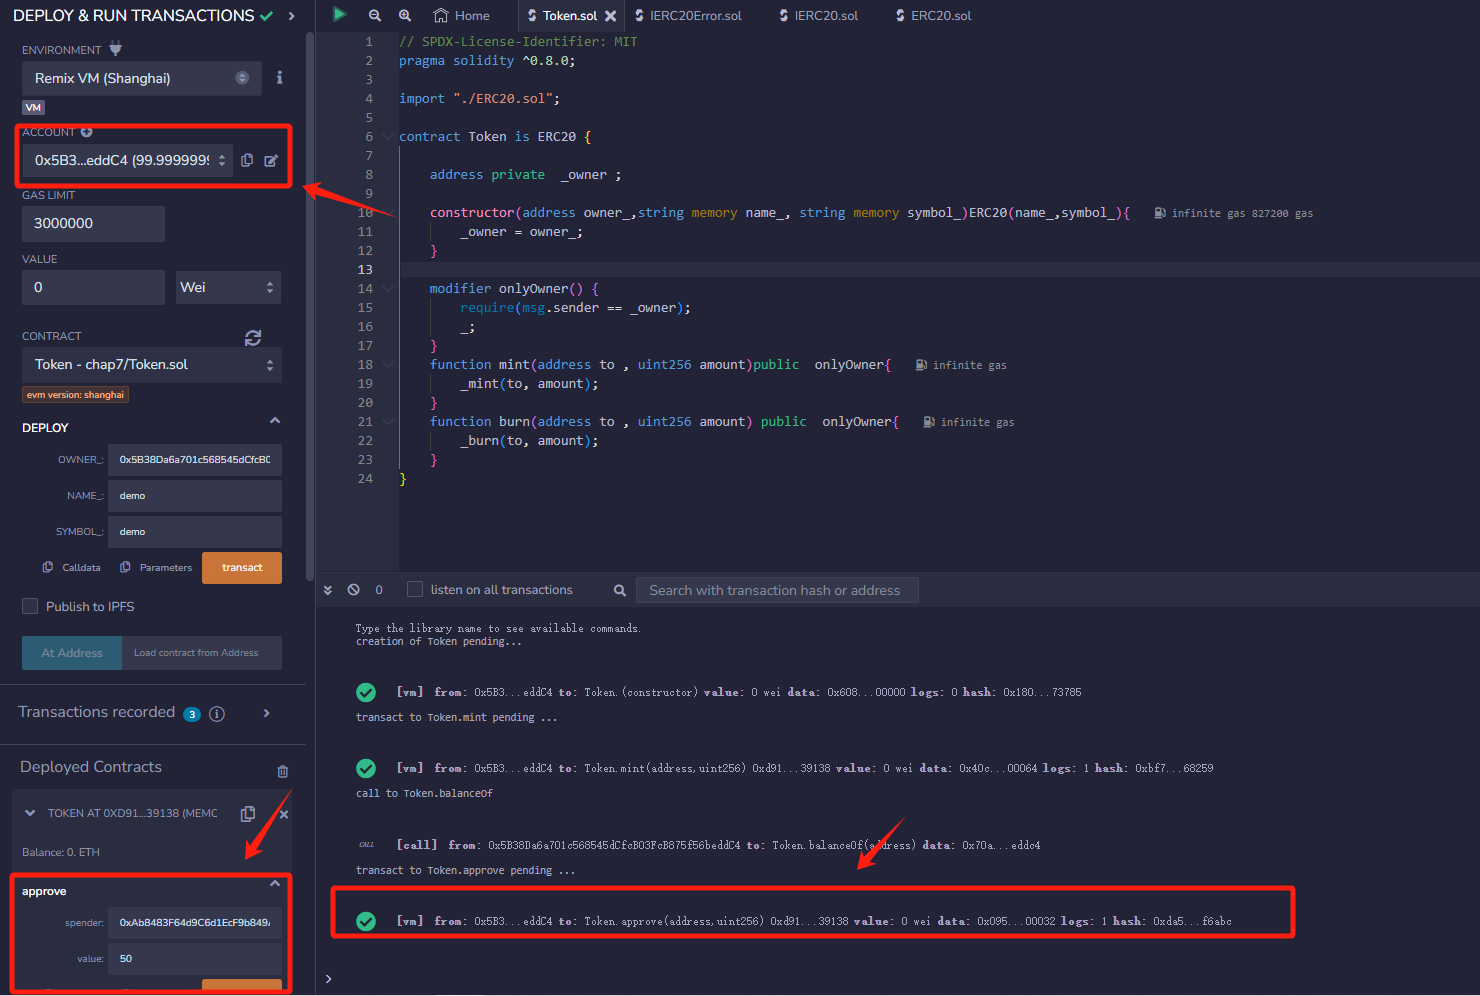 DEPLOY & RUN TRANSACTIONS
ENVIRONMENT
Remix VM (Shanghai)
VM
ACCOUNT
0x5B3...eddC4 (99.9999999
GAS LIMIT
3000000
VALUE
0
Wei
CONTRACT
Token - chap7/Token.sol
evm version: shanghai
DEPLOY
OWNER_: 0x5B38Da6a701c568545dCfcB0
NAME_: demo
SYMBOL_: demo
Calldata Parameters transact
Publish to IPFS
At Address Load contract from Address
Transactions recorded 3 i
Deployed Contracts
TOKEN AT 0XD91...39138 (MEMO
Balance: 0. ETH
approve
spender: 0xAb8483F64d9C6d1EcF9b849
value: 50
Home Token.sol IERC20Error.sol IERC20.sol ERC20.sol
1 // SPDX-License-Identifier: MIT
2 pragma solidity ^0.8.0;
3
4 import "./ERC20.sol";
5
6 contract Token is ERC20 {
7
8 address private _owner ;
9
10 constructor(address owner_,string memory name_, string memory symbol_)ERC20(name_,symbol_){ infinite gas 827200 gas
11 _owner = owner_;
12 }
13
14 modifier onlyOwner() {
15 require(msg.sender == _owner);
16 _;
17 }
18 function mint(address to , uint256 amount)public onlyOwner{ infinite gas
19 _mint(to, amount);
20 }
21 function burn(address to , uint256 amount) public onlyOwner{ infinite gas
22 _burn(to, amount);
23 }
24 }
0 listen on all transactions Search with transaction hash or address
Type the library name to see available commands.
creation of Token pending...
[vm] from: 0x5B3...eddC4 to: Token.(constructor) value: 0 wei data: 0x608...00000 logs: 0 hash: 0x180...73785
transact to Token.mint pending ...
[vm] from: 0x5B3...eddC4 to: Token.mint(address,uint256) 0xd91...39138 value: 0 wei data: 0x40c...00064 logs: 1 hash: 0xbf7...68259
call to Token.balanceOf
CALL [call] from: 0x5B38Da6a701c568545dCfcB03FcB875f56beddC4 to: Token.balanceOf(address) data: 0x70a...eddc4
transact to Token.approve pending ...
[vm] from: 0x5B3...eddC4 to: Token.approve(address,uint256) 0xd91...39138 value: 0 wei data: 0x095...00032 logs: 1 hash: 0xda5...f6abc
>